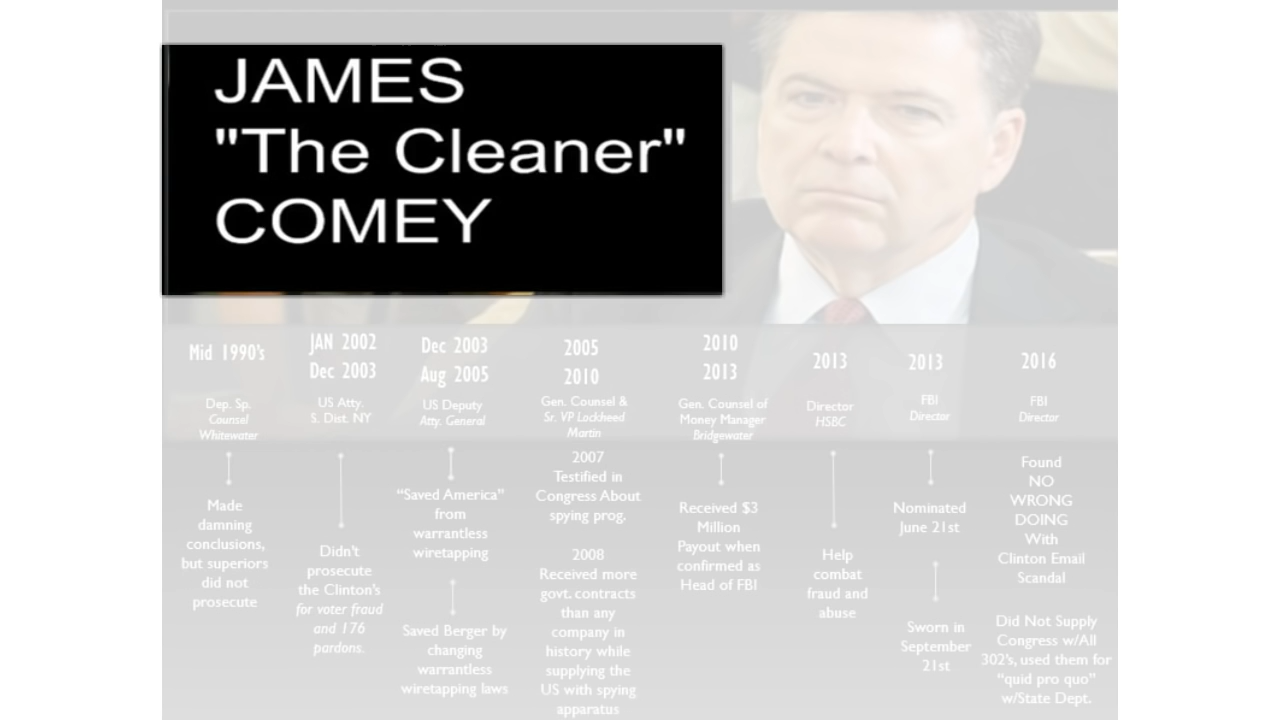 JAMES
"The Cleaner"
COMEY
Mid 1990's
Dep. Sp.
Counsel
Whitewater
Made
damning
conclusions,
but superiors
did not
prosecute
JAN 2002
Dec 2003
US Atty.
S. Dist. NY
Didn't
prosecute
the Clinton's
for voter fraud
and 176
pardons.
Dec 2003
Aug 2005
US Deputy
Atty. General
“Saved America”
from
warrantless
wiretapping
Saved Berger by
changing
warrantless
wiretapping laws
2005
2010
Gen. Counsel &
Sr. VP Lockheed
Martin
2007
Testified in
Congress About
spying prog.
2008
Received more
govt. contracts
than any
company in
history while
supplying the
US with spying
apparatus
2010
2013
Gen. Counsel of
Money Manager
Bridgewater
Received $3
Million
Payout when
confirmed as
Head of FBI
2013
Director
HSBC
Help
combat
fraud and
abuse
2013
FBI
Director
Nominated
June 21st
Sworn in
September
21st
2016
FBI
Director
Found
NO
WRONG
DOING
With
Clinton Email
Scandal
Did Not Supply
Congress w/All
302's, used them for
“quid pro quo”
w/State Dept.